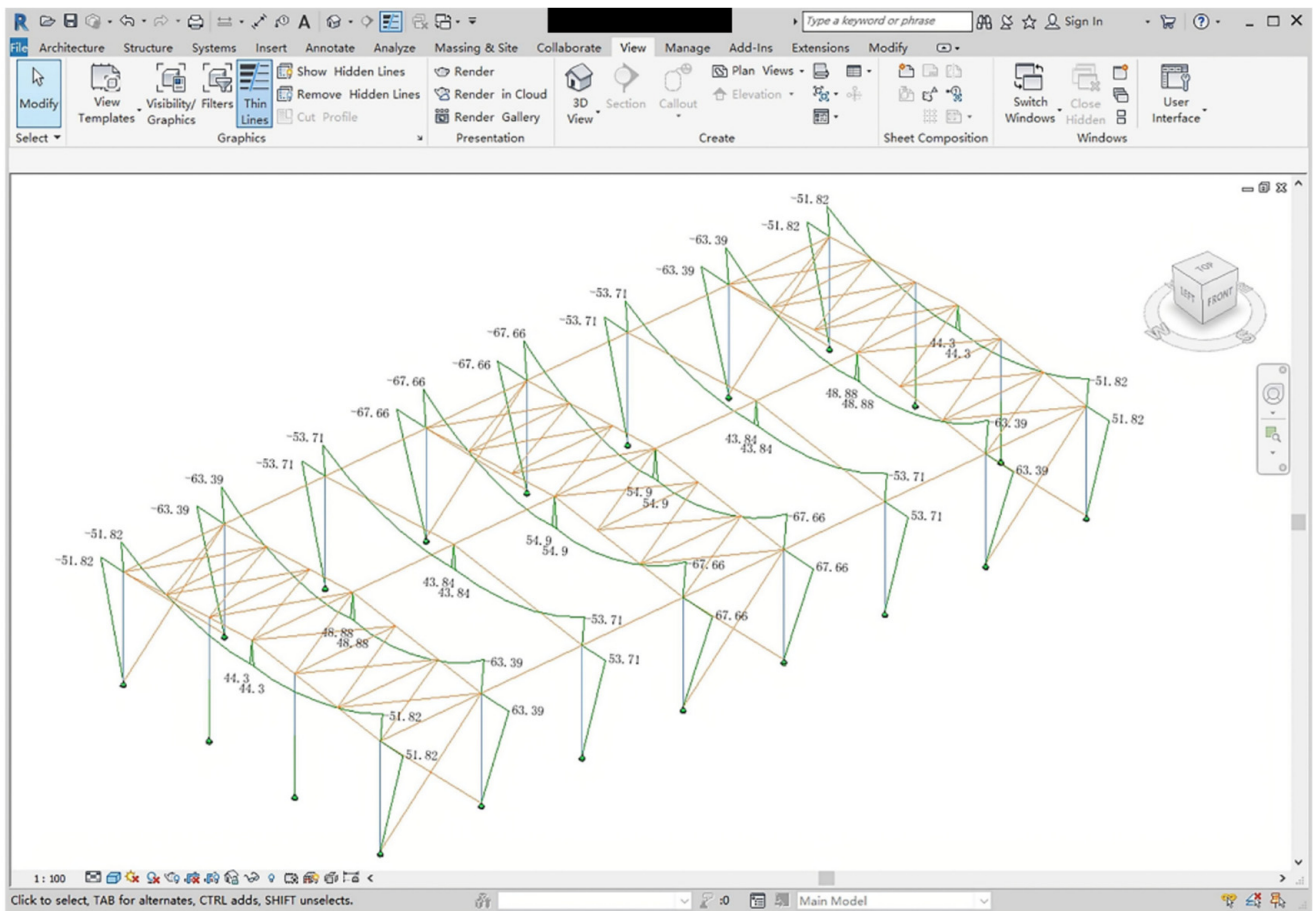 Type a keyword or phrase
Sign In
File Architecture Structure Systems Insert Annotate Analyze Massing & Site Collaborate View Manage Add-Ins Extensions Modify
Modify
View Templates
Visibility/ Graphics
Filters
Thin Lines
Show Hidden Lines
Remove Hidden Lines
Cut Profile
Render
Render in Cloud
Render Gallery
3D View
Section
Callout
Plan Views
Elevation
Switch Windows
Close Hidden
User Interface
Select
Graphics
Presentation
Create
Sheet Composition
Windows
TOP
LEFT
FRONT
-51.82
-51.82
-63.39
-63.39
-53.71
-53.71
-67.66
-67.66
-67.66
-67.66
-53.71
-53.71
-63.39
-63.39
-51.82
-51.82
44.3
44.3
48.88
48.88
43.84
43.84
54.9
54.9
54.9
54.9
43.84
43.84
48.88
48.88
44.3
44.3
-51.82
51.82
-63.39
63.39
-53.71
53.71
-67.66
67.66
-67.66
67.66
-53.71
53.71
-63.39
63.39
-51.82
51.82
1:100
Click to select, TAB for alternates, CTRL adds, SHIFT unselects.
:0
Main Model